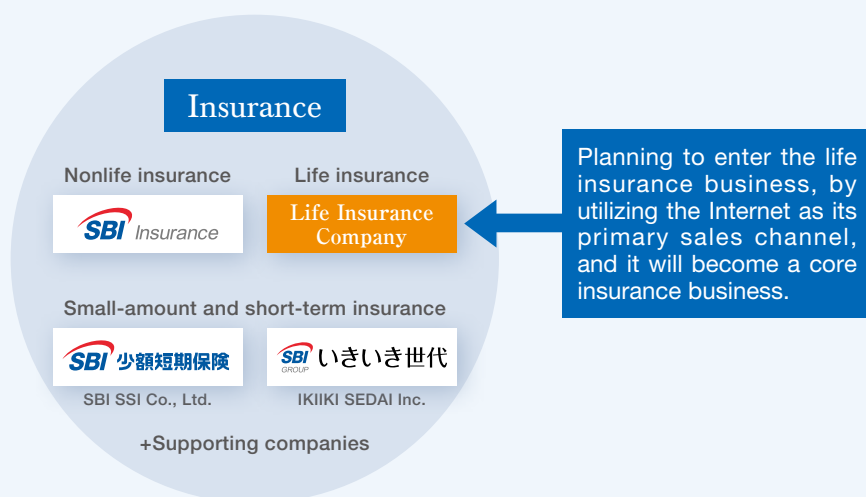 Insurance
Nonlife insurance
Life insurance
SBI Insurance
Life Insurance
Company
Planning to enter the life
insurance business, by
utilizing the Internet as its
primary sales channel,
and it will become a core
insurance business.
Small-amount and short-term insurance
SBI 少額短期保険
SBI GROUP いきいき世代
SBI SSI Co., Ltd.
IKIIKI SEDAI Inc.
+Supporting companies